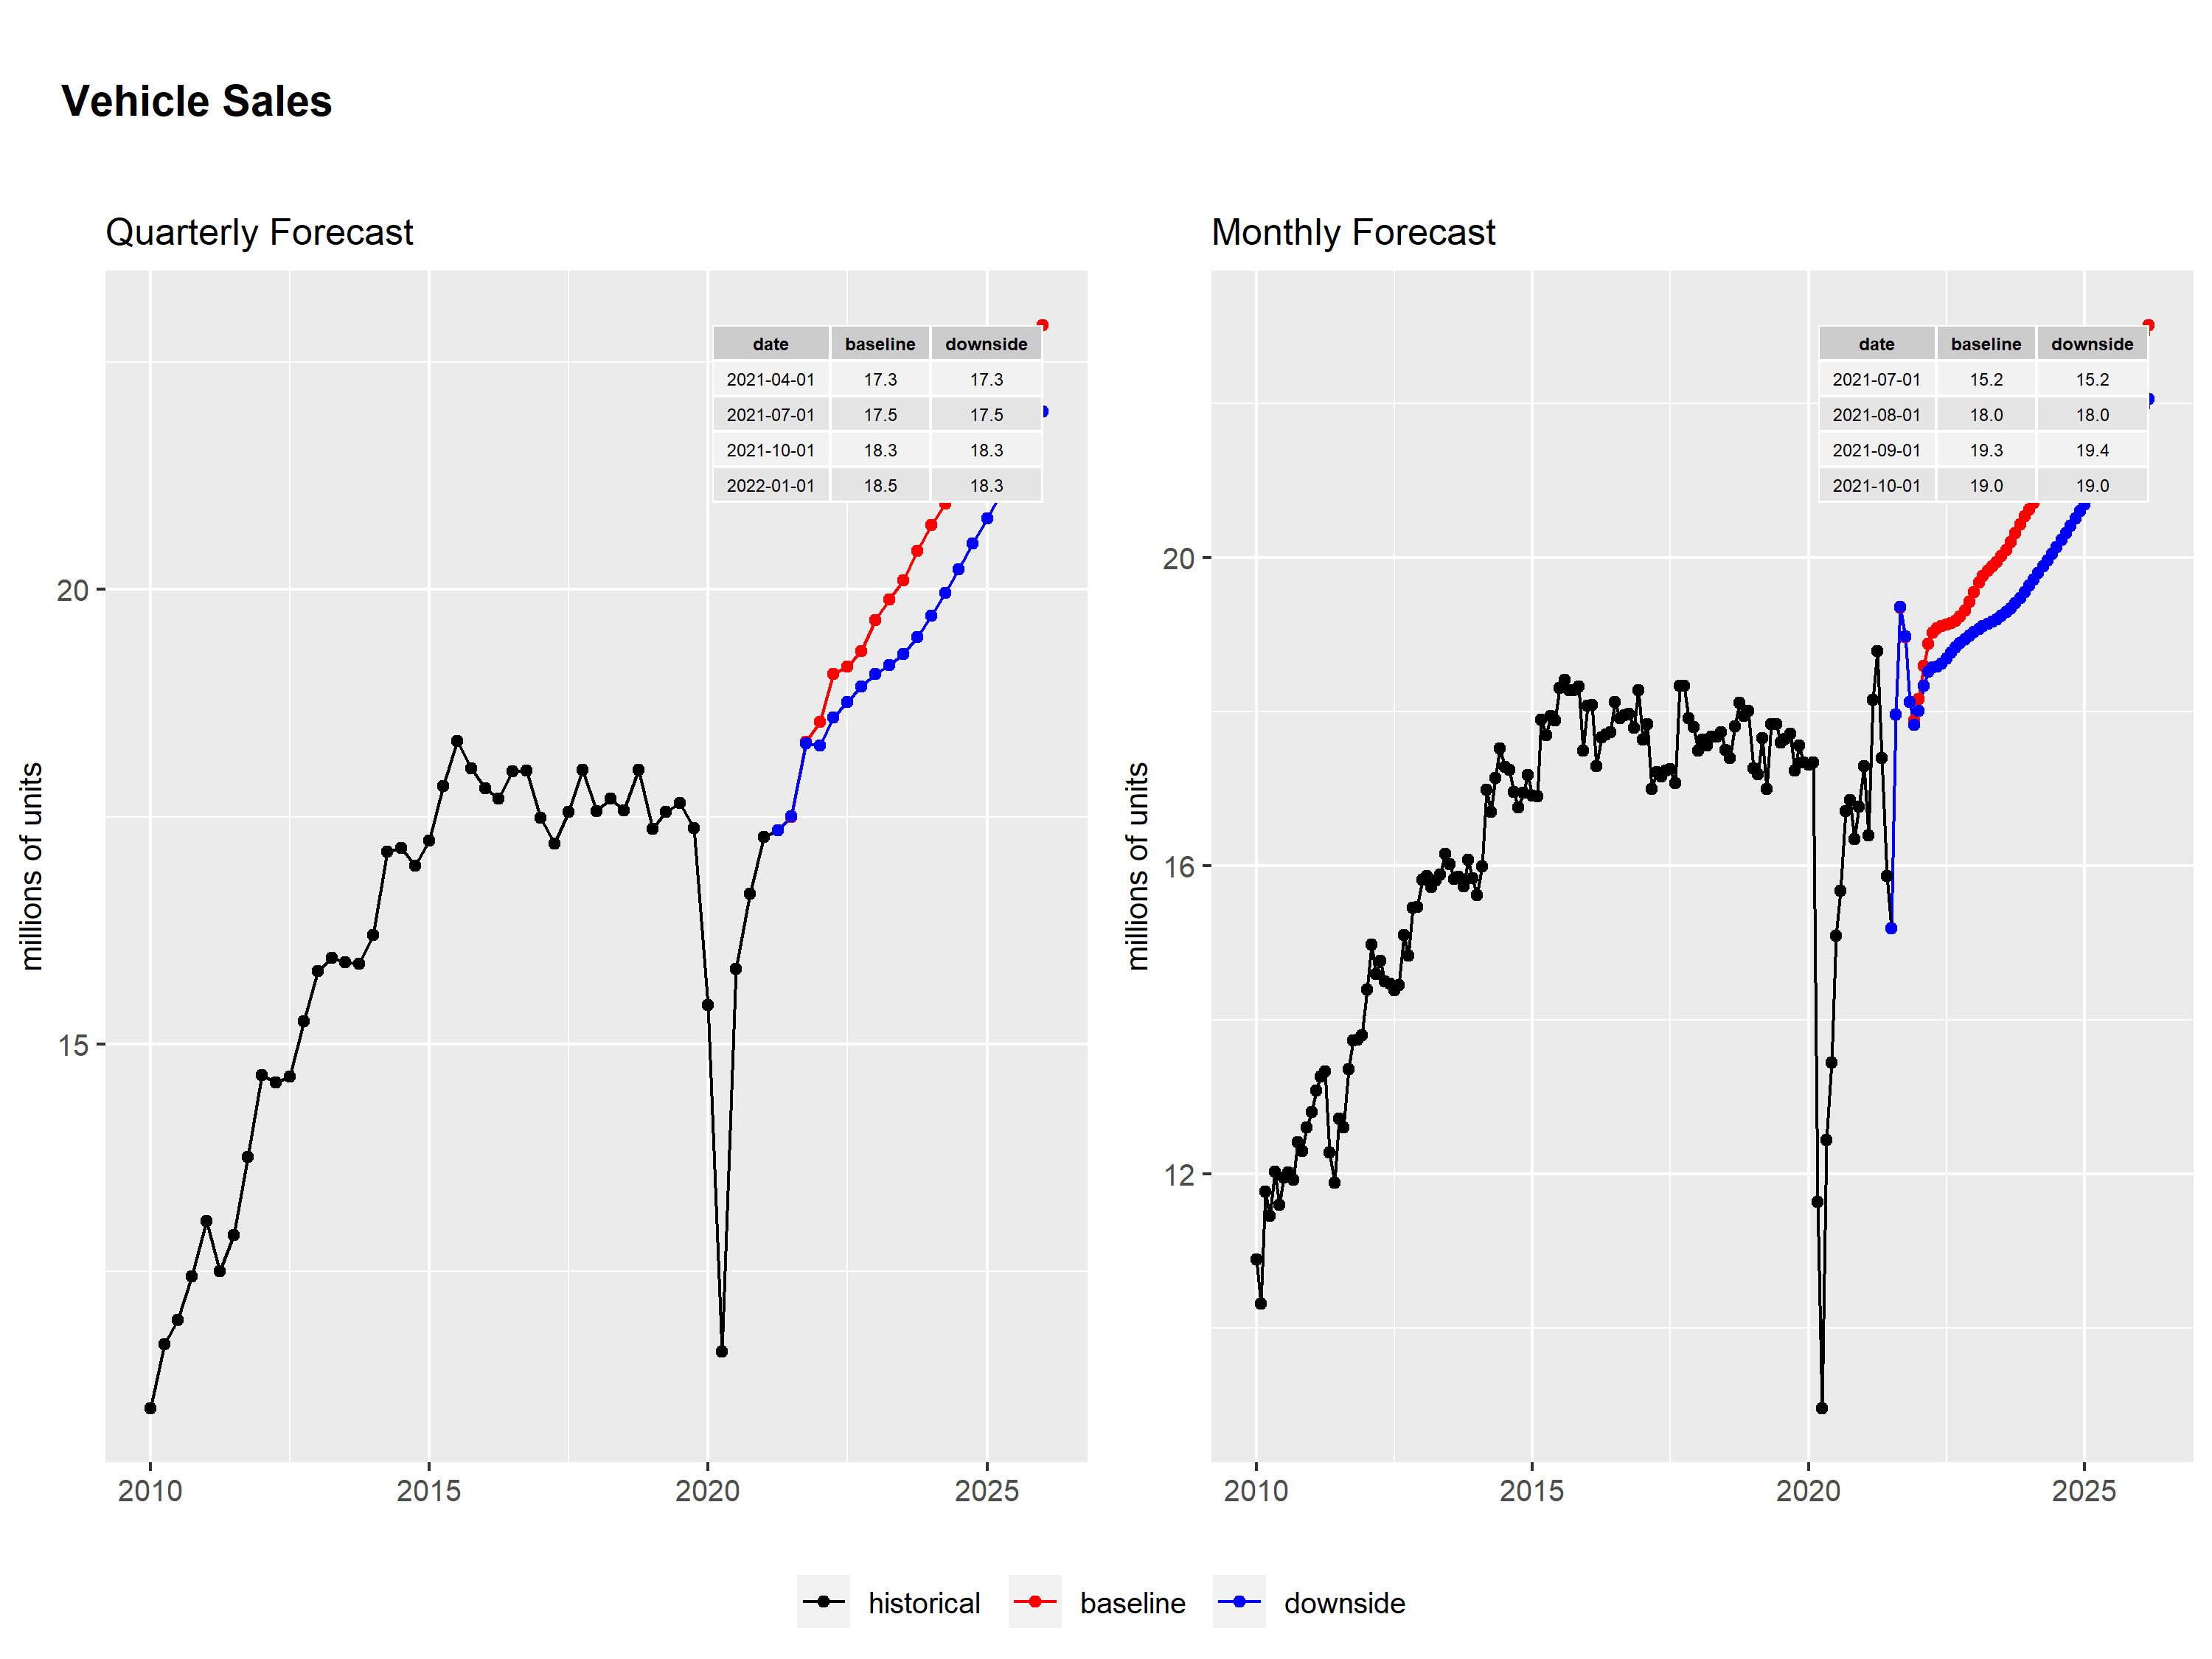 Vehicle Sales
Quarterly Forecast
date baseline downside
2021-04-01 17.3 17.3
2021-07-01 17.5 17.5
2021-10-01 18.3 18.3
2022-01-01 18.5 18.3
20
15
millions of units
2010 2015 2020 2025
Monthly Forecast
date baseline downside
2021-07-01 15.2 15.2
2021-08-01 18.0 18.0
2021-09-01 19.3 19.4
2021-10-01 19.0 19.0
20
16
12
millions of units
2010 2015 2020 2025
historical baseline downside